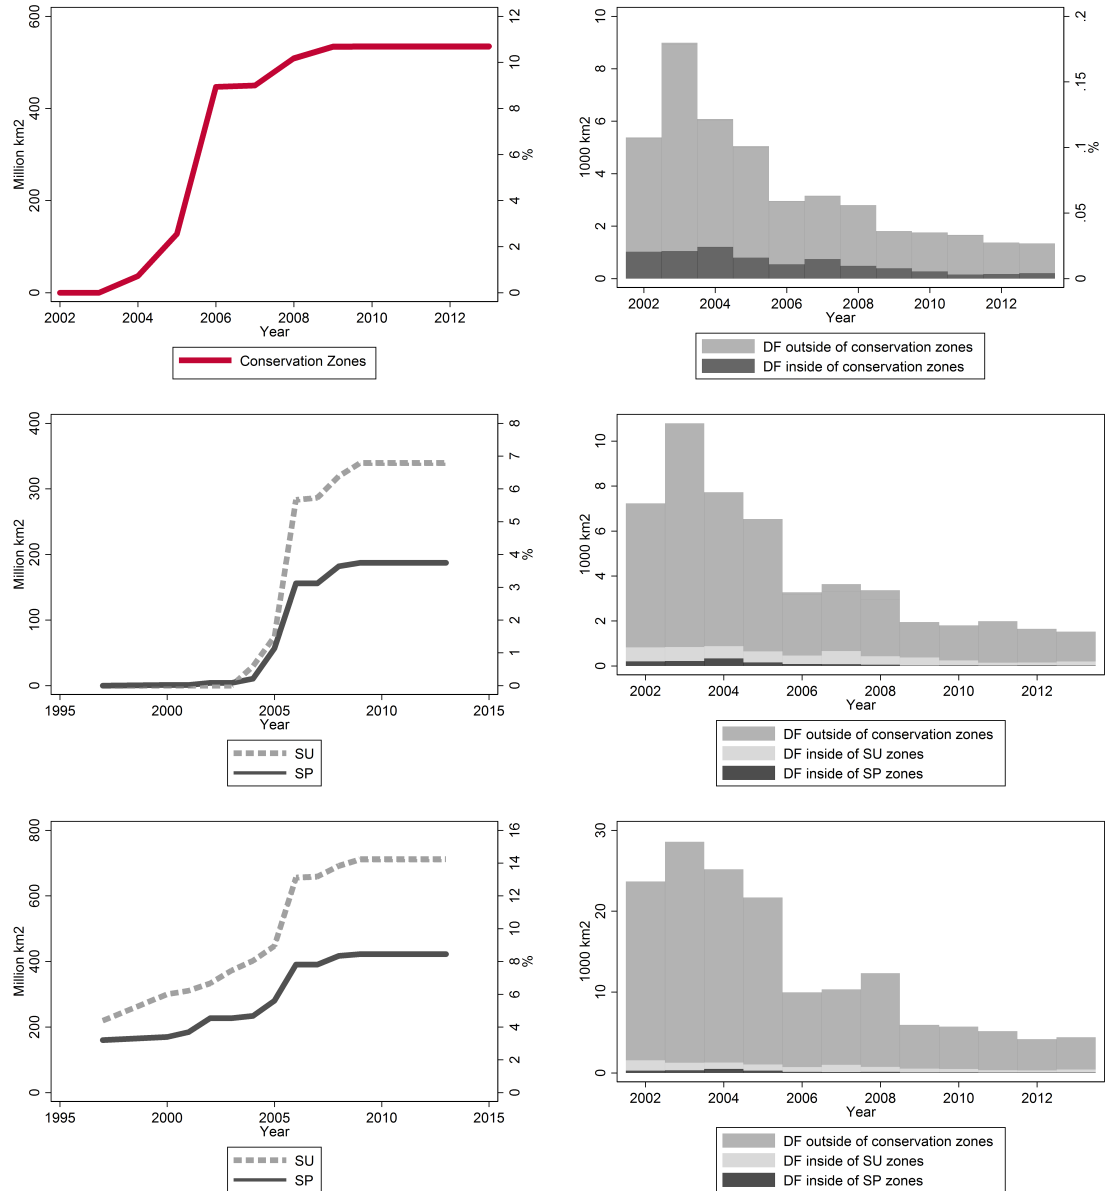 Million km2
600
400
200
0
12
10
8
6
4
2
0
%
2002 2004 2006 2008 2010 2012
Year
Conservation Zones
1000 km2
10
8
6
4
2
0
.2
.15
.1
.05
0
%
2002 2004 2006 2008 2010 2012
Year
DF outside of conservation zones
DF inside of conservation zones
Million km2
400
300
200
100
0
8
7
6
5
4
3
2
1
0
%
1995 2000 2005 2010 2015
Year
SU
SP
1000 km2
10
8
6
4
2
0
2002 2004 2006 2008 2010 2012
Year
DF outside of conservation zones
DF inside of SU zones
DF inside of SP zones
Million km2
800
600
400
200
0
16
14
12
10
8
6
4
2
0
%
1995 2000 2005 2010 2015
Year
SU
SP
1000 km2
30
20
10
0
2002 2004 2006 2008 2010 2012
Year
DF outside of conservation zones
DF inside of SU zones
DF inside of SP zones